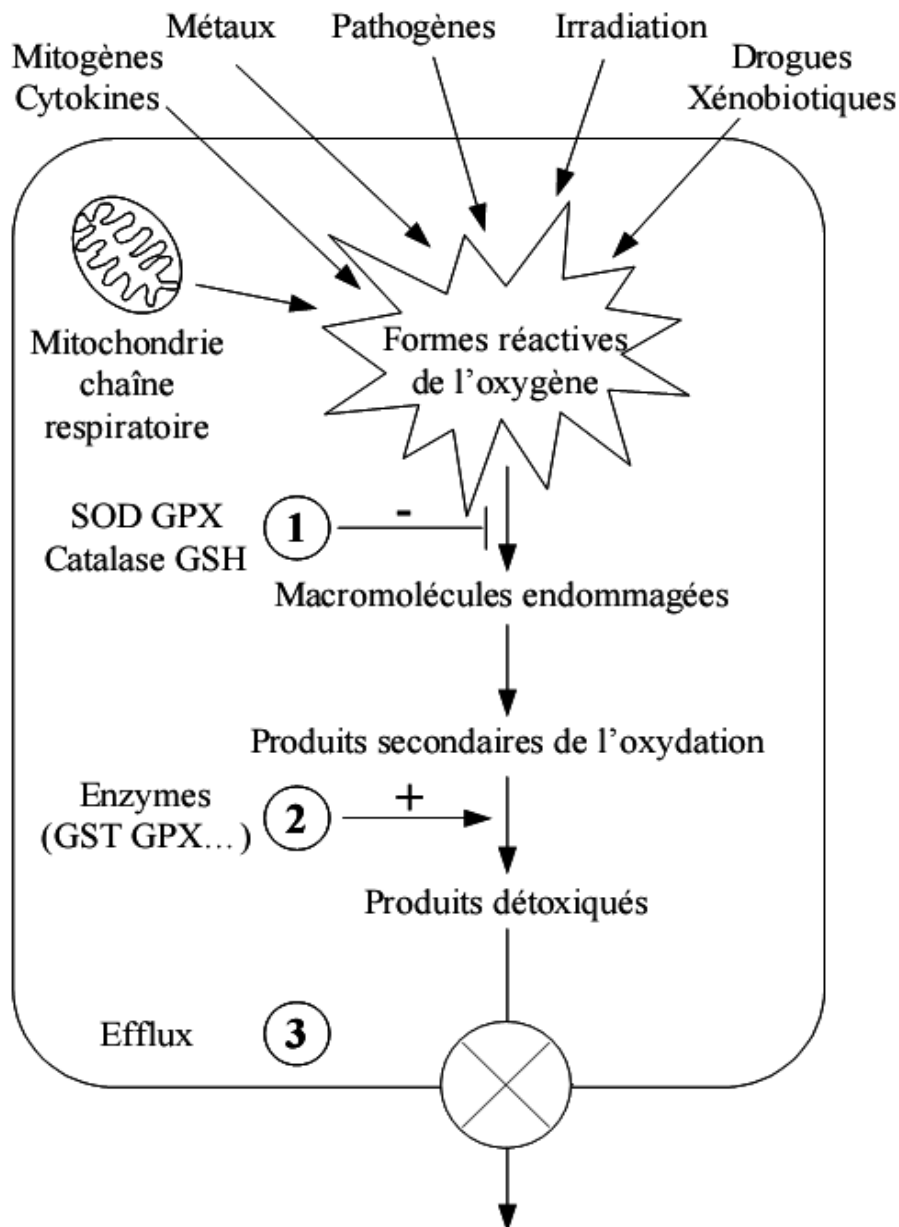 Métaux
Pathogènes
Irradiation
Mitogènes
Cytokines
Drogues
Xénobiotiques
Mitochondrie
chaîne
respiratoire
Formes réactives
de l’oxygène
SOD GPX
Catalase GSH
1
-
Macromolécules endommagées
Produits secondaires de l’oxydation
Enzymes
(GST GPX…)
2
+
Produits détoxiqués
Efflux
3